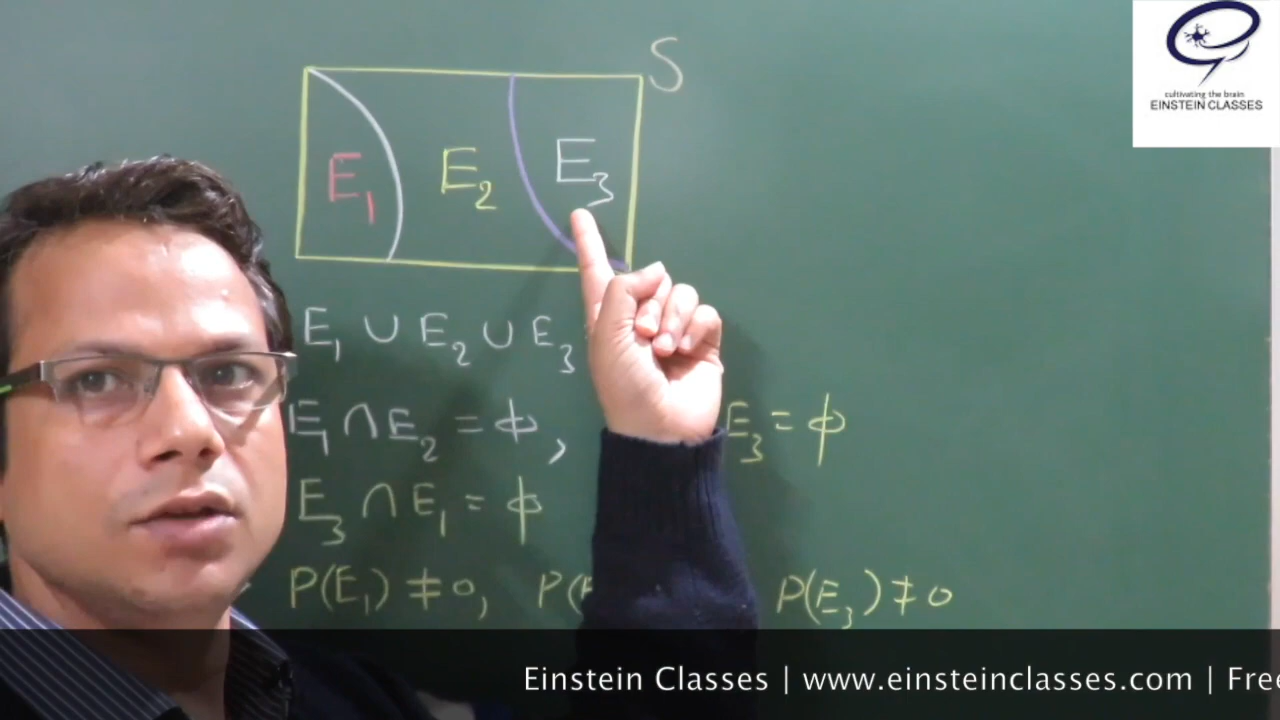 S
E₁ E₂ E₃
E₁ ∪ E₂ ∪ E₃
E₁ ∩ E₂ = ϕ, E₃ = ϕ
E₃ ∩ E₁ = ϕ
P(E₁) ≠ 0, P( P(E₃) ≠ 0
cultivating the brain
EINSTEIN CLASSES
Einstein Classes | www.einsteinclasses.com | Free